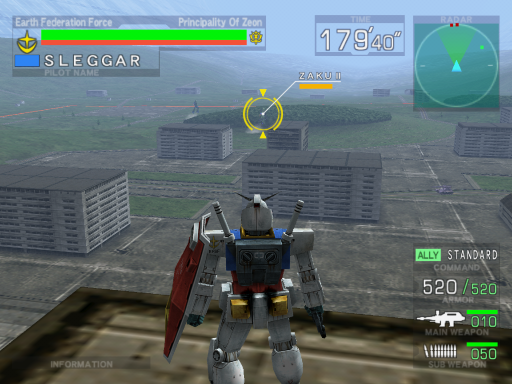 Earth Federation Force Principality Of Zeon
TIME
RADAR
179'40"
SLEGGAR
PILOT NAME
ZAKU II
ALLY STANDARD
COMMAND
520/520
ARMOR
010
MAIN WEAPON
050
SUB WEAPON
INFORMATION